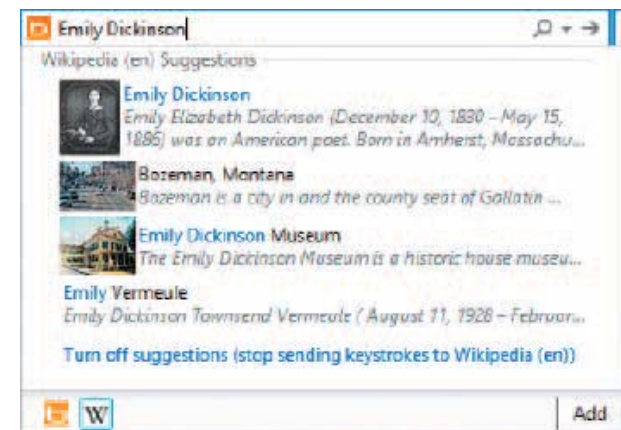 Emily Dickinson
Wikipedia (en) Suggestions
Emily Dickinson
Emily Elizabeth Dickinson (December 10, 1830 – May 15,
1886) was an American poet. Born in Amherst, Massachu...
Bozeman, Montana
Bozeman is a city in and the county seat of Gallatin ...
Emily Dickinson Museum
The Emily Dickinson Museum is a historic house museu...
Emily Vermeule
Emily Dickinson Townsend Vermeule ( August 11, 1928 – Februar...
Turn off suggestions (stop sending keystrokes to Wikipedia (en))
W
Add